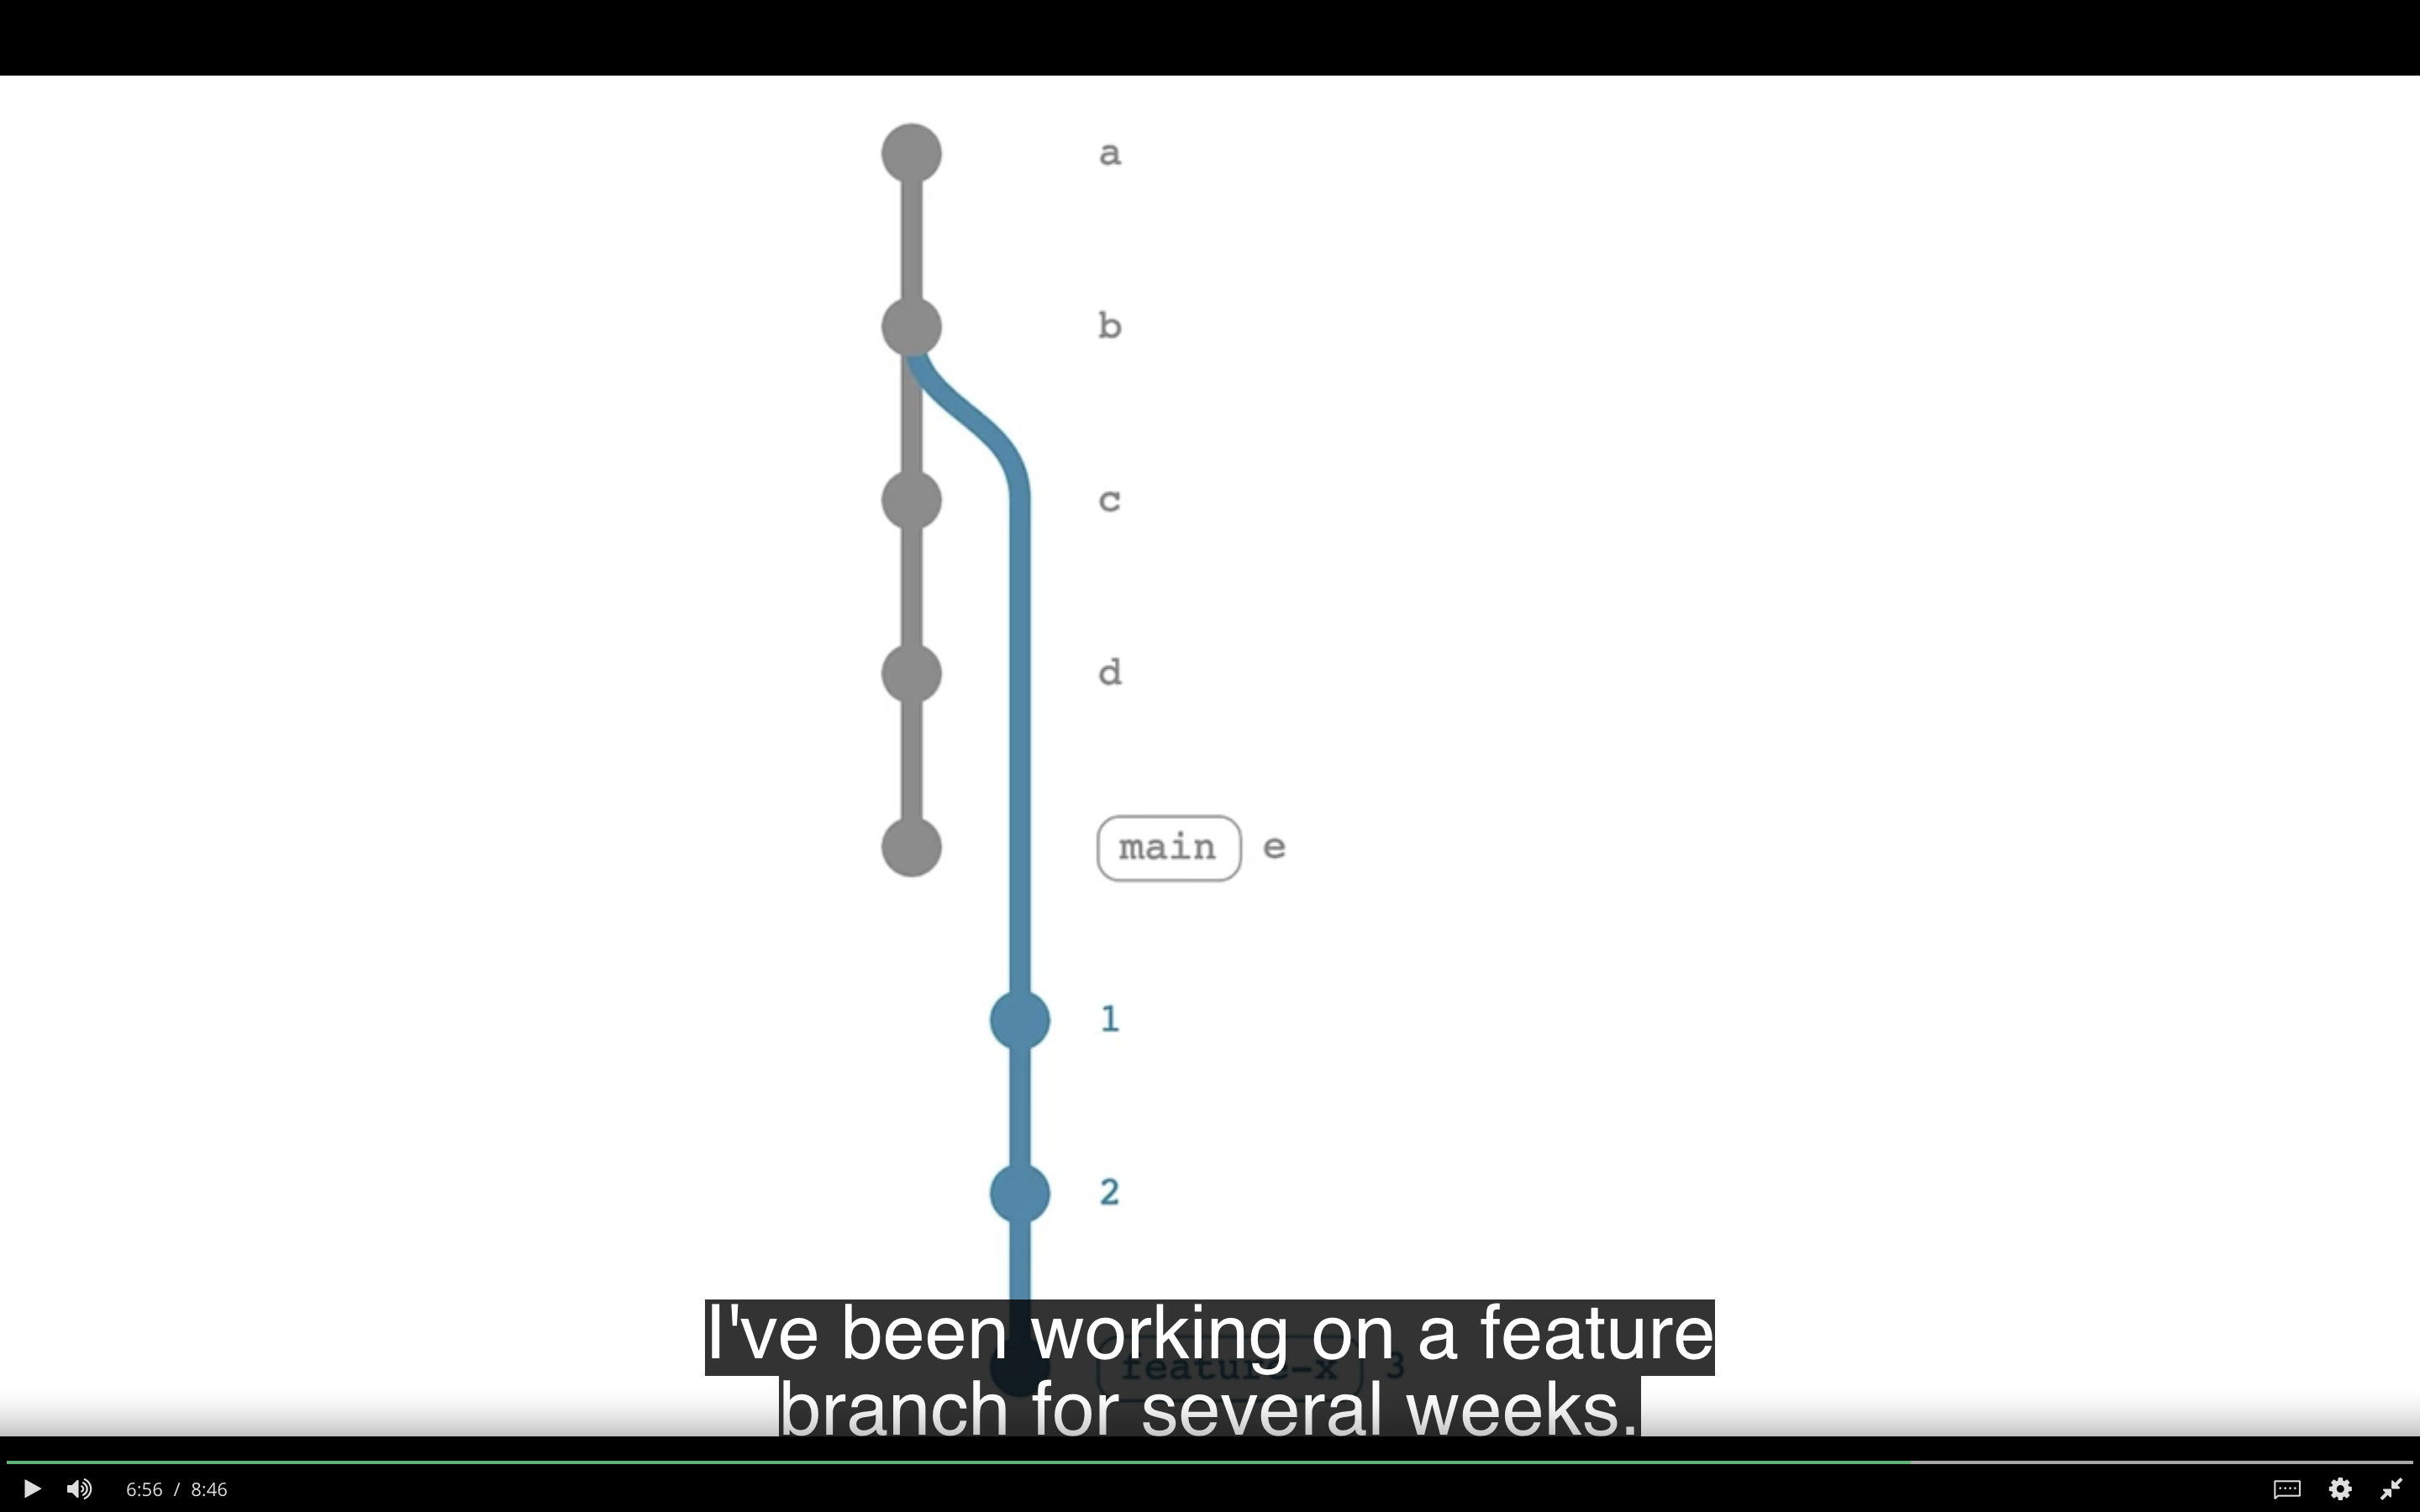 a
b
c
d
main e
1
2
feature-x 3
I've been working on a feature
branch for several weeks.
6:56 / 8:46